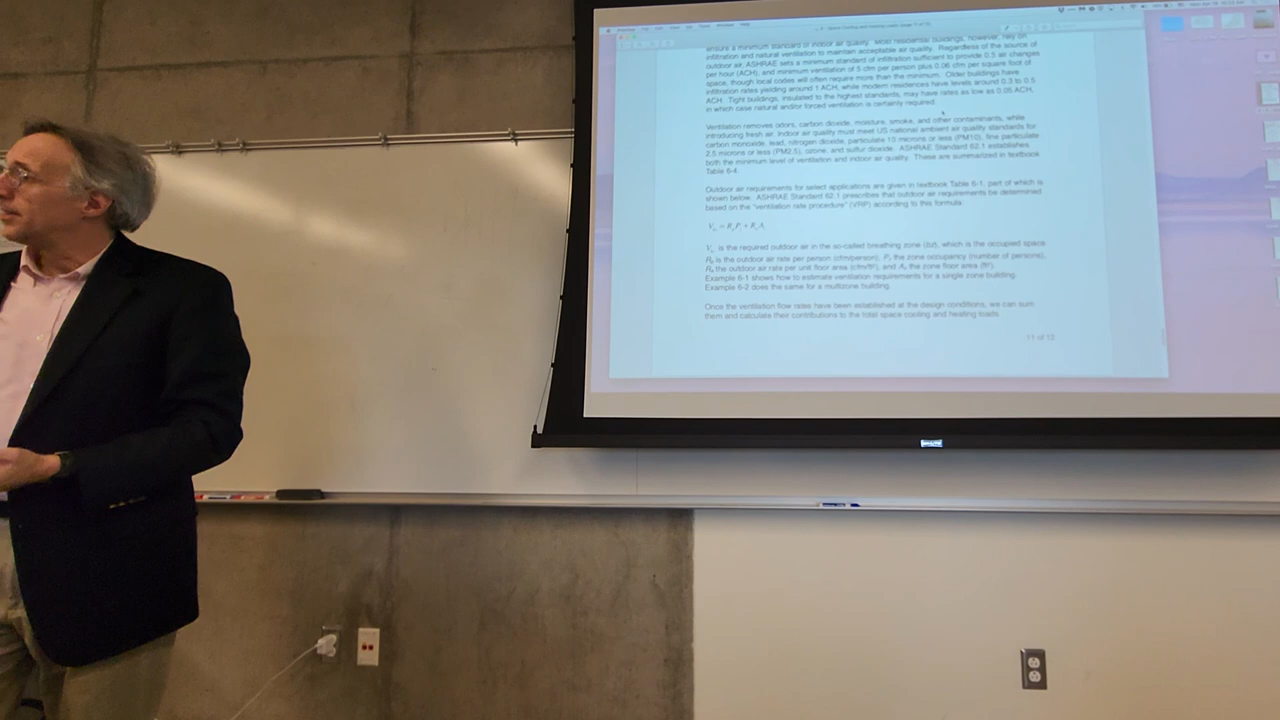 ensure a minimum standard of indoor air quality. Most residential buildings, however, rely on
infiltration and natural ventilation to maintain acceptable air quality. Regardless of the source of
outdoor air, ASHRAE sets a minimum standard of infiltration sufficient to provide 0.5 air changes
per hour (ACH), and minimum ventilation of 5 cfm per person plus 0.06 cfm per square foot of
space, though local codes will often require more than the minimum. Older buildings have
infiltration rates yielding around 1 ACH, while modern residences have levels around 0.3 to 0.5
ACH. Tight buildings, insulated to the highest standards, may have rates as low as 0.05 ACH,
in which case natural and/or forced ventilation is certainly required.
Ventilation removes odors, carbon dioxide, moisture, smoke, and other contaminants, while
introducing fresh air. Indoor air quality must meet US national ambient air quality standards for
carbon monoxide, lead, nitrogen dioxide, particulate 10 microns or less (PM10), fine particulate
2.5 microns or less (PM2.5), ozone, and sulfur dioxide. ASHRAE Standard 62.1 establishes
both the minimum level of ventilation and indoor air quality. These are summarized in textbook
Table 6-4.
Outdoor air requirements for select applications are given in textbook Table 6-1, part of which is
shown below. ASHRAE Standard 62.1 prescribes that outdoor air requirements be determined
based on the "ventilation rate procedure" (VRP) according to this formula:
is the required outdoor air in the so-called breathing zone (bz), which is the occupied space.
is the outdoor air rate per person (cfm/person), the zone occupancy (number of persons),
the outdoor air rate per unit floor area (cfm/ft²), and the zone floor area (ft²).
Example 6-1 shows how to estimate ventilation requirements for a single zone building.
Example 6-2 does the same for a multizone building.
Once the ventilation flow rates have been established at the design conditions, we can sum
them and calculate their contributions to the total space cooling and heating loads.
11 of 12